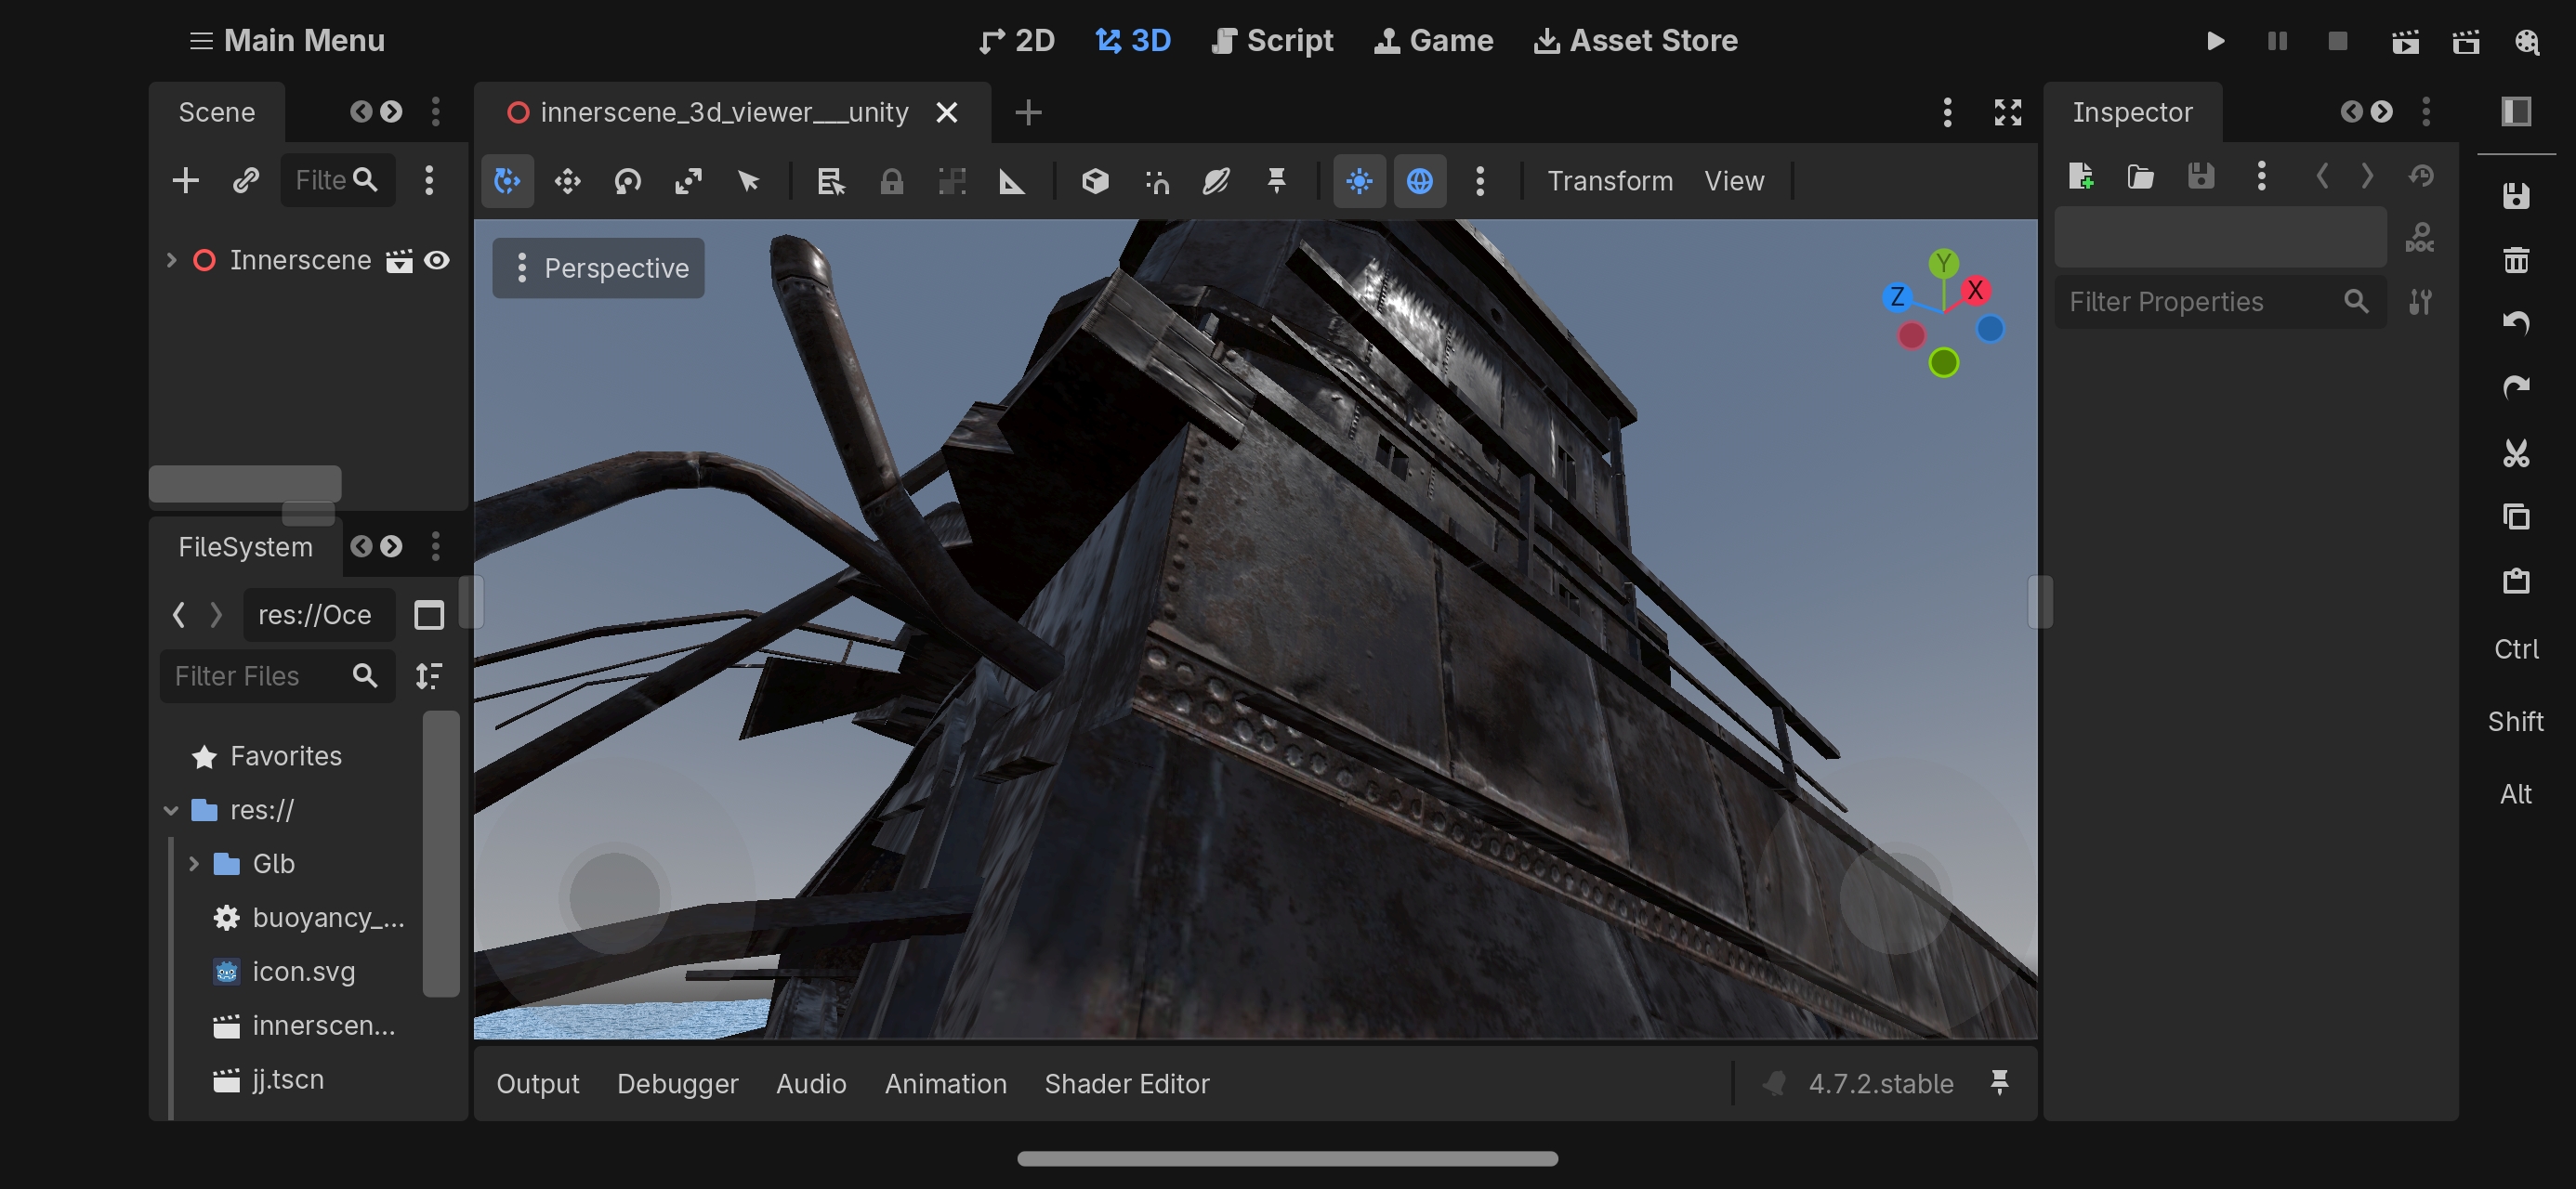 Main Menu
2D
3D
Script
Game
Asset Store
Scene
innerscene_3d_viewer___unity
Inspector
Filte
Transform
View
Innerscene
Perspective
Y
X
Z
DOC
Filter Properties
FileSystem
res://Oce
Filter Files
Favorites
res://
Glb
buoyancy_...
icon.svg
innerscen...
jj.tscn
Ctrl
Shift
Alt
Output
Debugger
Audio
Animation
Shader Editor
4.7.2.stable